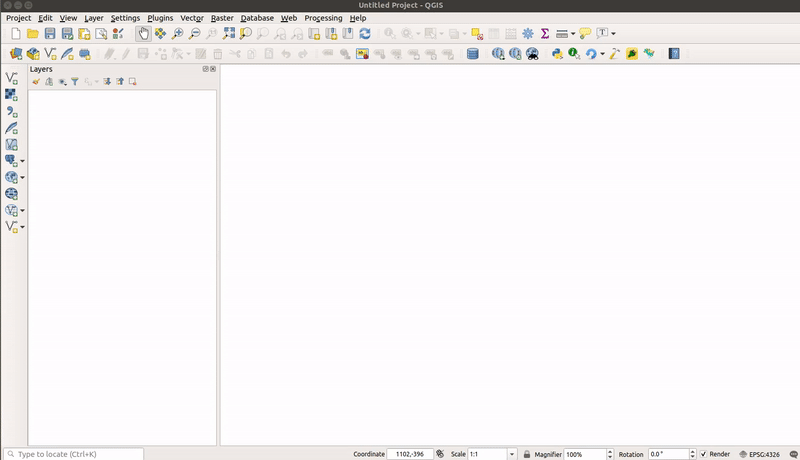 Untitled Project - QGIS
Project Edit View Layer Settings Plugins Vector Raster Database Web Processing Help
Layers
Type to locate (Ctrl+K) Coordinate 1102,-396 Scale 1:1 Magnifier 100% Rotation 0.0 ° Render EPSG:4326